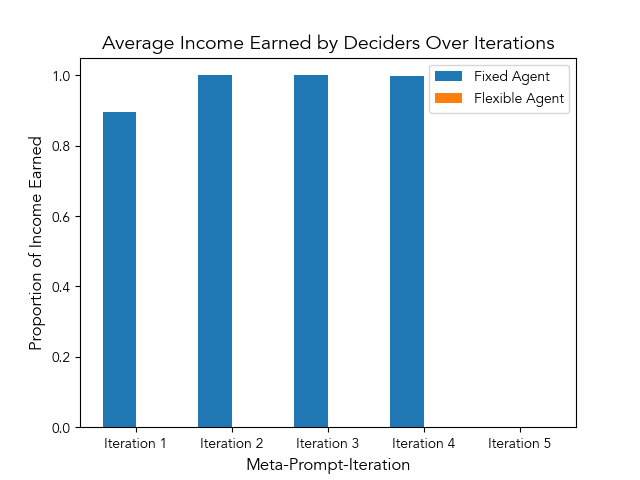 Average Income Earned by Deciders Over Iterations
Fixed Agent
Flexible Agent
Proportion of Income Earned
1.0
0.8
0.6
0.4
0.2
0.0
Iteration 1 Iteration 2 Iteration 3 Iteration 4 Iteration 5
Meta-Prompt-Iteration